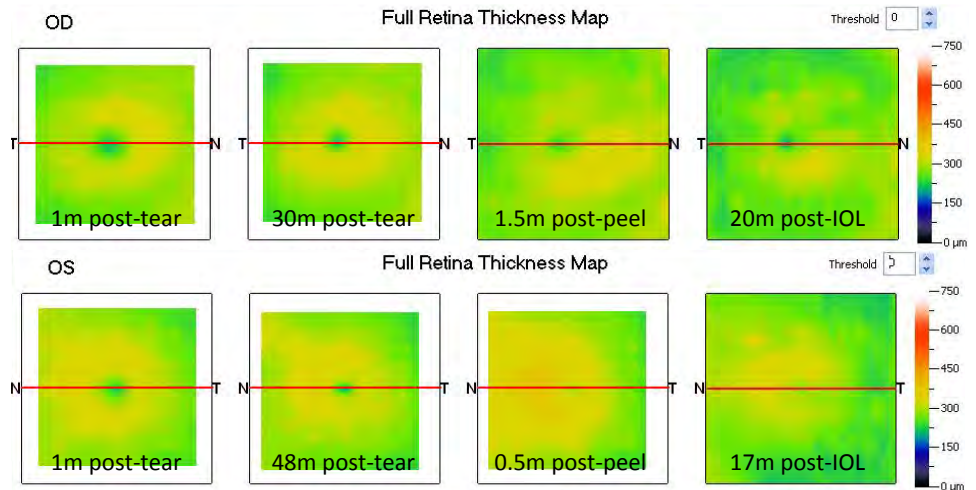 OD
Full Retina Thickness Map
Threshold 0
T N T N T N T N
1m post-tear
30m post-tear
1.5m post-peel
20m post-IOL
750
600
450
300
150
0 µm
OS
Full Retina Thickness Map
Threshold
N T N T N T N T
1m post-tear
48m post-tear
0.5m post-peel
17m post-IOL
750
600
450
300
150
0 µm